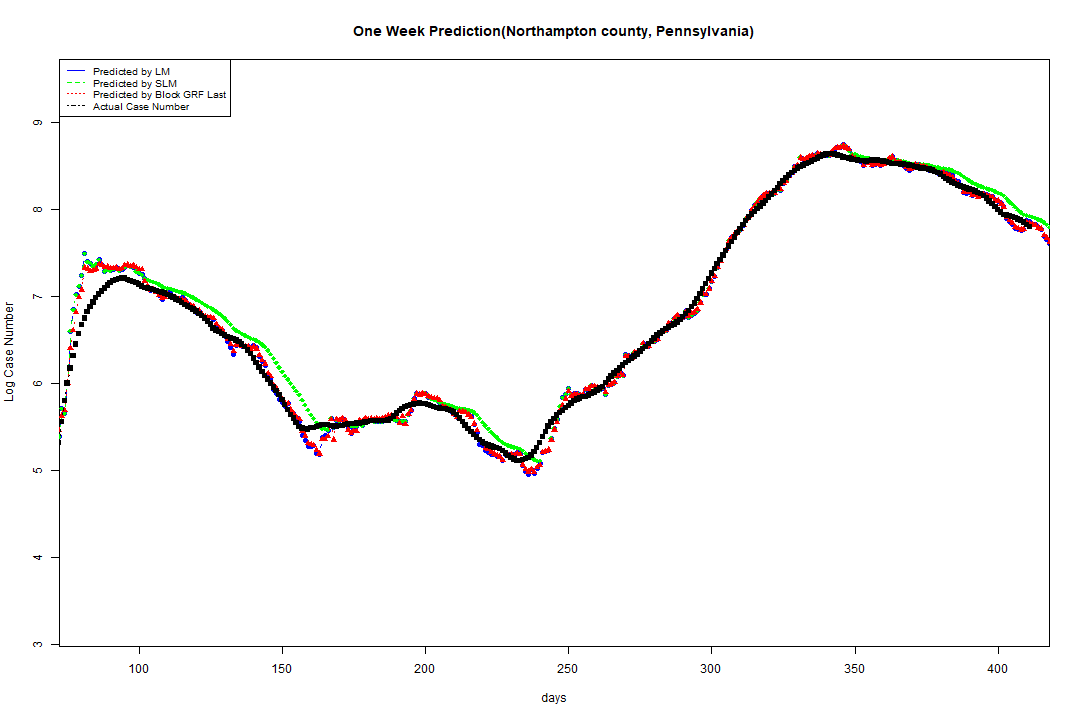 One Week Prediction(Northampton county, Pennsylvania)
Predicted by LM
Predicted by SLM
Predicted by Block GRF Last
Actual Case Number
Log Case Number
9
8
7
6
5
4
3
100 150 200 250 300 350 400
days